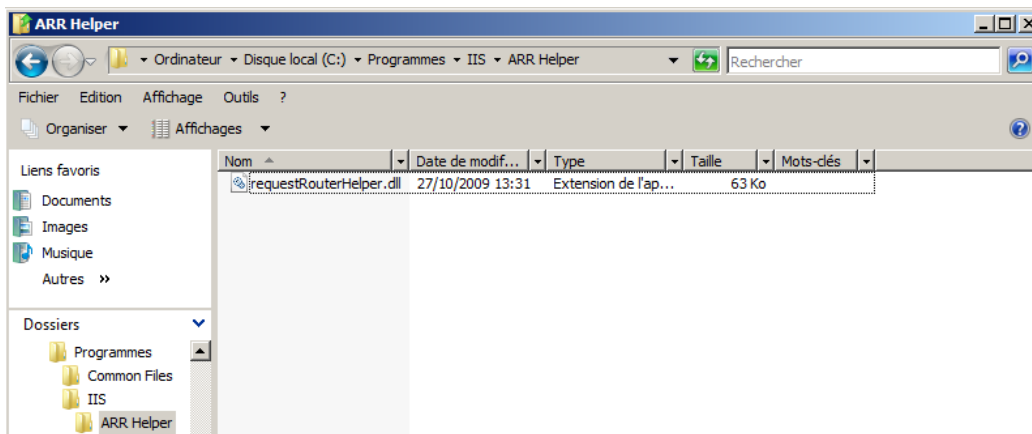 ARR Helper
Ordinateur Disque local (C:) Programmes IIS ARR Helper Rechercher
Fichier Edition Affichage Outils ?
Organiser Affichages
Liens favoris
Nom Date de modif... Type Taille Mots-clés
requestRouterHelper.dll 27/10/2009 13:31 Extension de l'ap... 63 Ko
Documents
Images
Musique
Autres »
Dossiers
Programmes
Common Files
IIS
ARR Helper